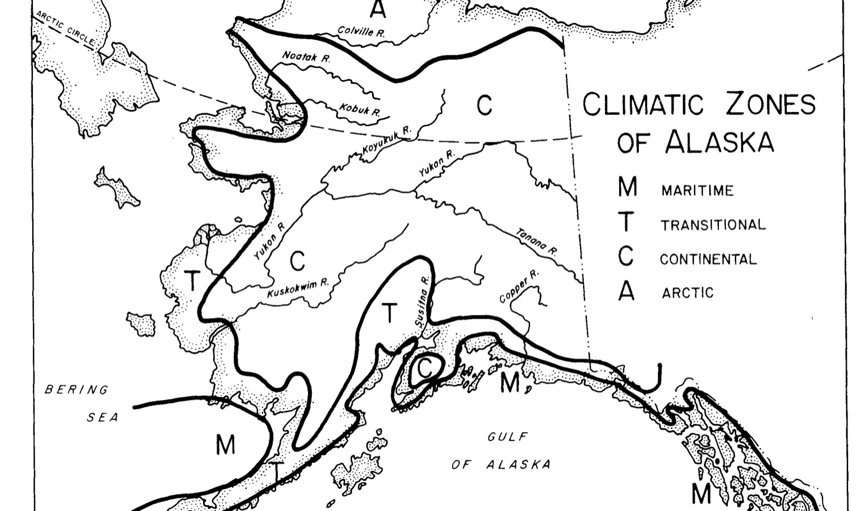 A
ARCTIC CIRCLE
Colville R.
Noatak R.
Kobuk R.
C
Koyukuk R.
Yukon R.
CLIMATIC ZONES
OF ALASKA
M MARITIME
T TRANSITIONAL
C CONTINENTAL
A ARCTIC
Yukon R.
Tanana R.
C
T
Kuskokwim R.
T
Susitna R.
Copper R.
C
M
BERING
SEA
M
T
GULF
OF ALASKA
M